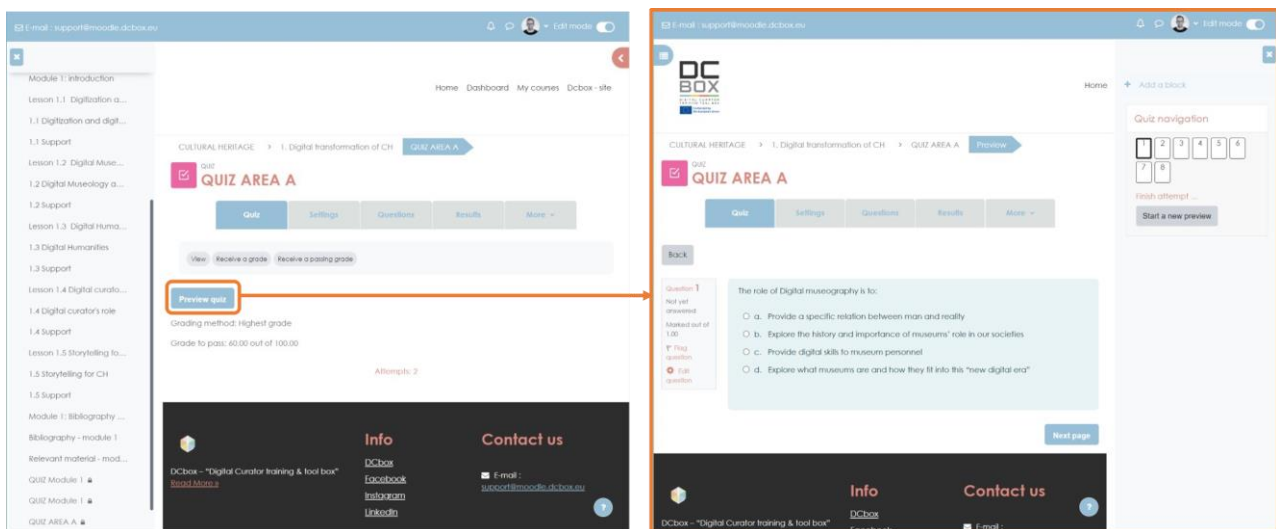 E-mail : support@moodle.dcbox.eu
Edit mode
Module 1: introduction
Lesson 1.1 Digitization a...
1.1 Digitization and digit...
1.1 Support
Lesson 1.2 Digital Muse...
1.2 Digital Museology a...
1.2 Support
Lesson 1.3 Digital Huma...
1.3 Digital Humanities
1.3 Support
Lesson 1.4 Digital curato...
1.4 Digital curator's role
1.4 Support
Lesson 1.5 Storytelling fo...
1.5 Storytelling for CH
1.5 Support
Module 1: Bibliography ...
Bibliography - module 1
Relevant material - mod...
QUIZ Module 1
QUIZ Module 1
QUIZ AREA A
Home Dashboard My courses Dcbox - site
CULTURAL HERITAGE > 1. Digital transformation of CH QUIZ AREA A
QUIZ
QUIZ AREA A
Quiz Settings Questions Results More
View Receive a grade Receive a passing grade
Preview quiz
Grading method: Highest grade
Grade to pass: 60.00 out of 100.00
Attempts: 2
DCbox – "Digital Curator training & tool box"
Read More »
Info
DCbox
Facebook
Instagram
LinkedIn
Contact us
E-mail :
support@moodle.dcbox.eu
?
E-mail : support@moodle.dcbox.eu
Edit mode
DC
BOX
Home
CULTURAL HERITAGE > 1. Digital transformation of CH > QUIZ AREA A Preview
QUIZ
QUIZ AREA A
Quiz Settings Questions Results More
Back
Question 1
Not yet
answered
Marked out of
1.00
Flag
question
Edit
question
The role of Digital museography is to:
a. Provide a specific relation between man and reality
b. Explore the history and importance of museums' role in our societies
c. Provide digital skills to museum personnel
d. Explore what museums are and how they fit into this "new digital era"
Next page
+ Add a block
Quiz navigation
1 2 3 4 5 6
7 8
Finish attempt ...
Start a new preview
DCbox – "Digital Curator training & tool box"
Info
DCbox
Contact us
E-mail :
?